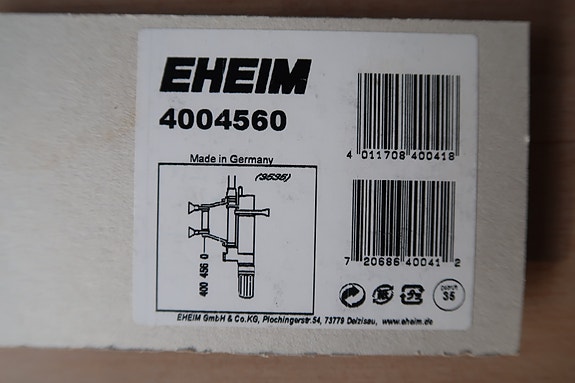 EHEIM
4004560
Made in Germany
(3535)
400 456 0
4 011708 400418
7 20686 40041 2
geprüft
35
EHEIM GmbH & Co.KG, Plochingerstr.54, 73779 Deizisau, www.eheim.de